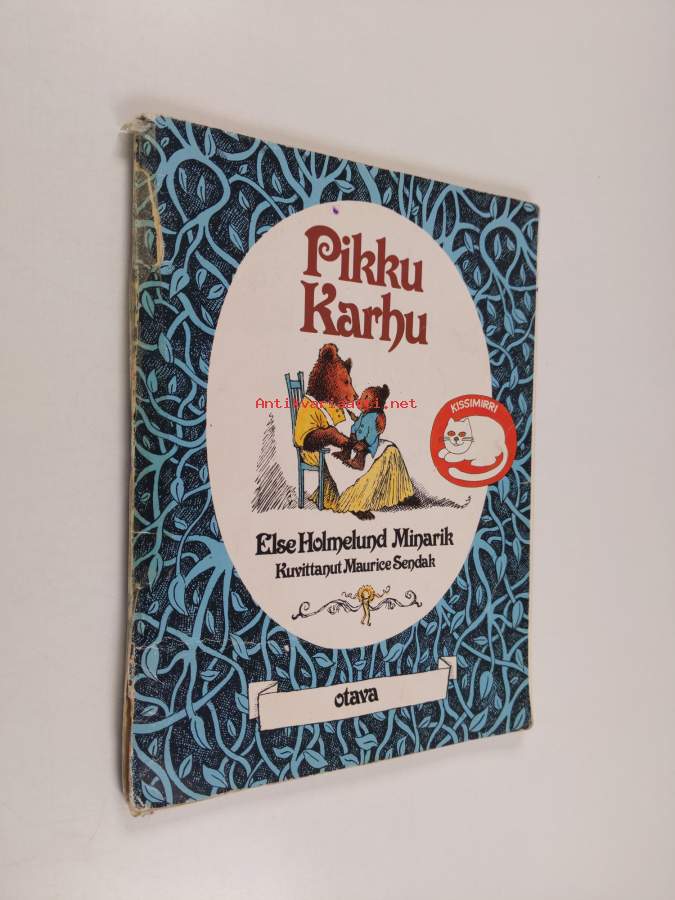 Pikku
Karhu
Antikvariaatti.net
KISSIMIRRI
Else Holmelund Minarik
Kuvittanut Maurice Sendak
otava